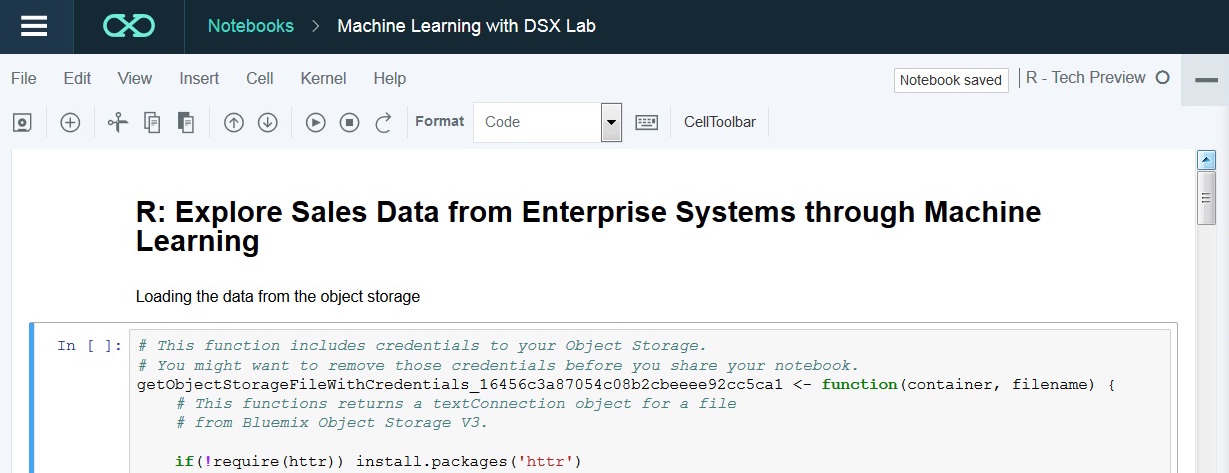 Notebooks > Machine Learning with DSX Lab
File Edit View Insert Cell Kernel Help Notebook saved | R - Tech Preview
Format Code CellToolbar
R: Explore Sales Data from Enterprise Systems through Machine
Learning
Loading the data from the object storage
In [ ]: # This function includes credentials to your Object Storage.
# You might want to remove those credentials before you share your notebook.
getObjectStorageFileWithCredentials_16456c3a87054c08b2cbeeee92cc5ca1 <- function(container, filename) {
# This functions returns a textConnection object for a file
# from Bluemix Object Storage V3.
if(!require(httr)) install.packages('httr')